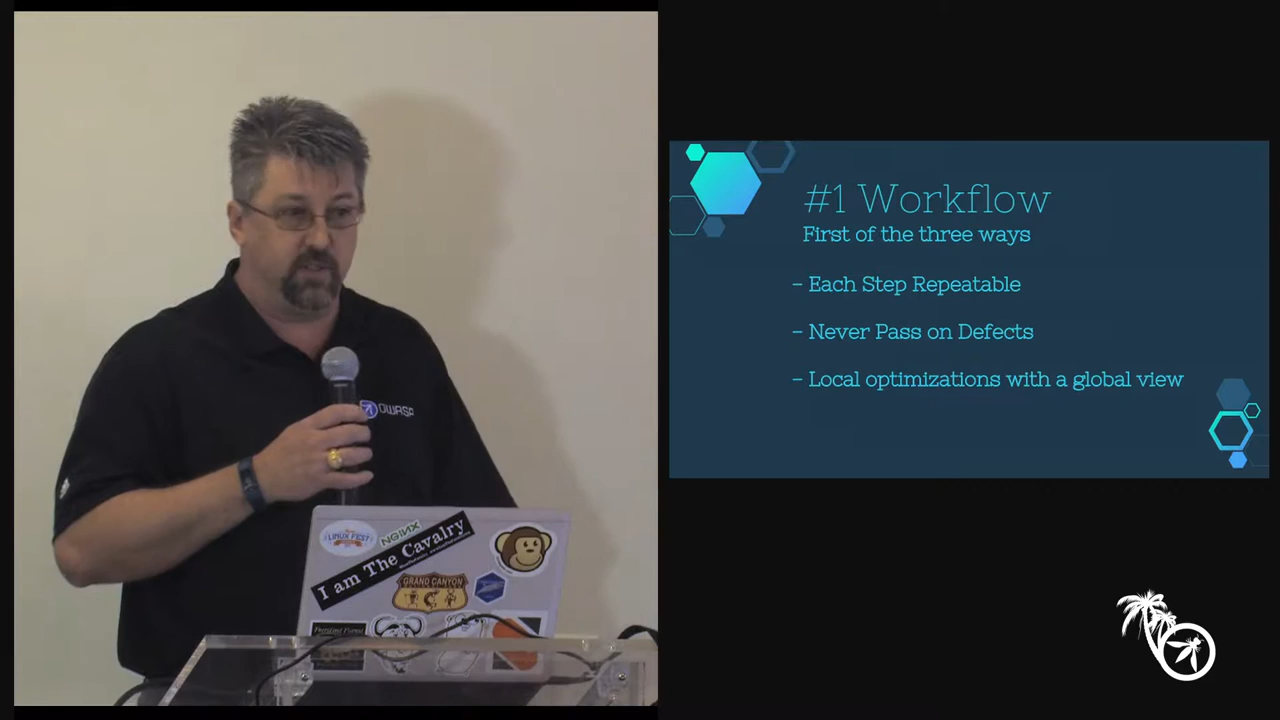 #1 Workflow
First of the three ways
- Each Step Repeatable
- Never Pass on Defects
- Local optimizations with a global view
OWASP
LINUX FEST
NGINX
I am The Cavalry
GRAND CANYON